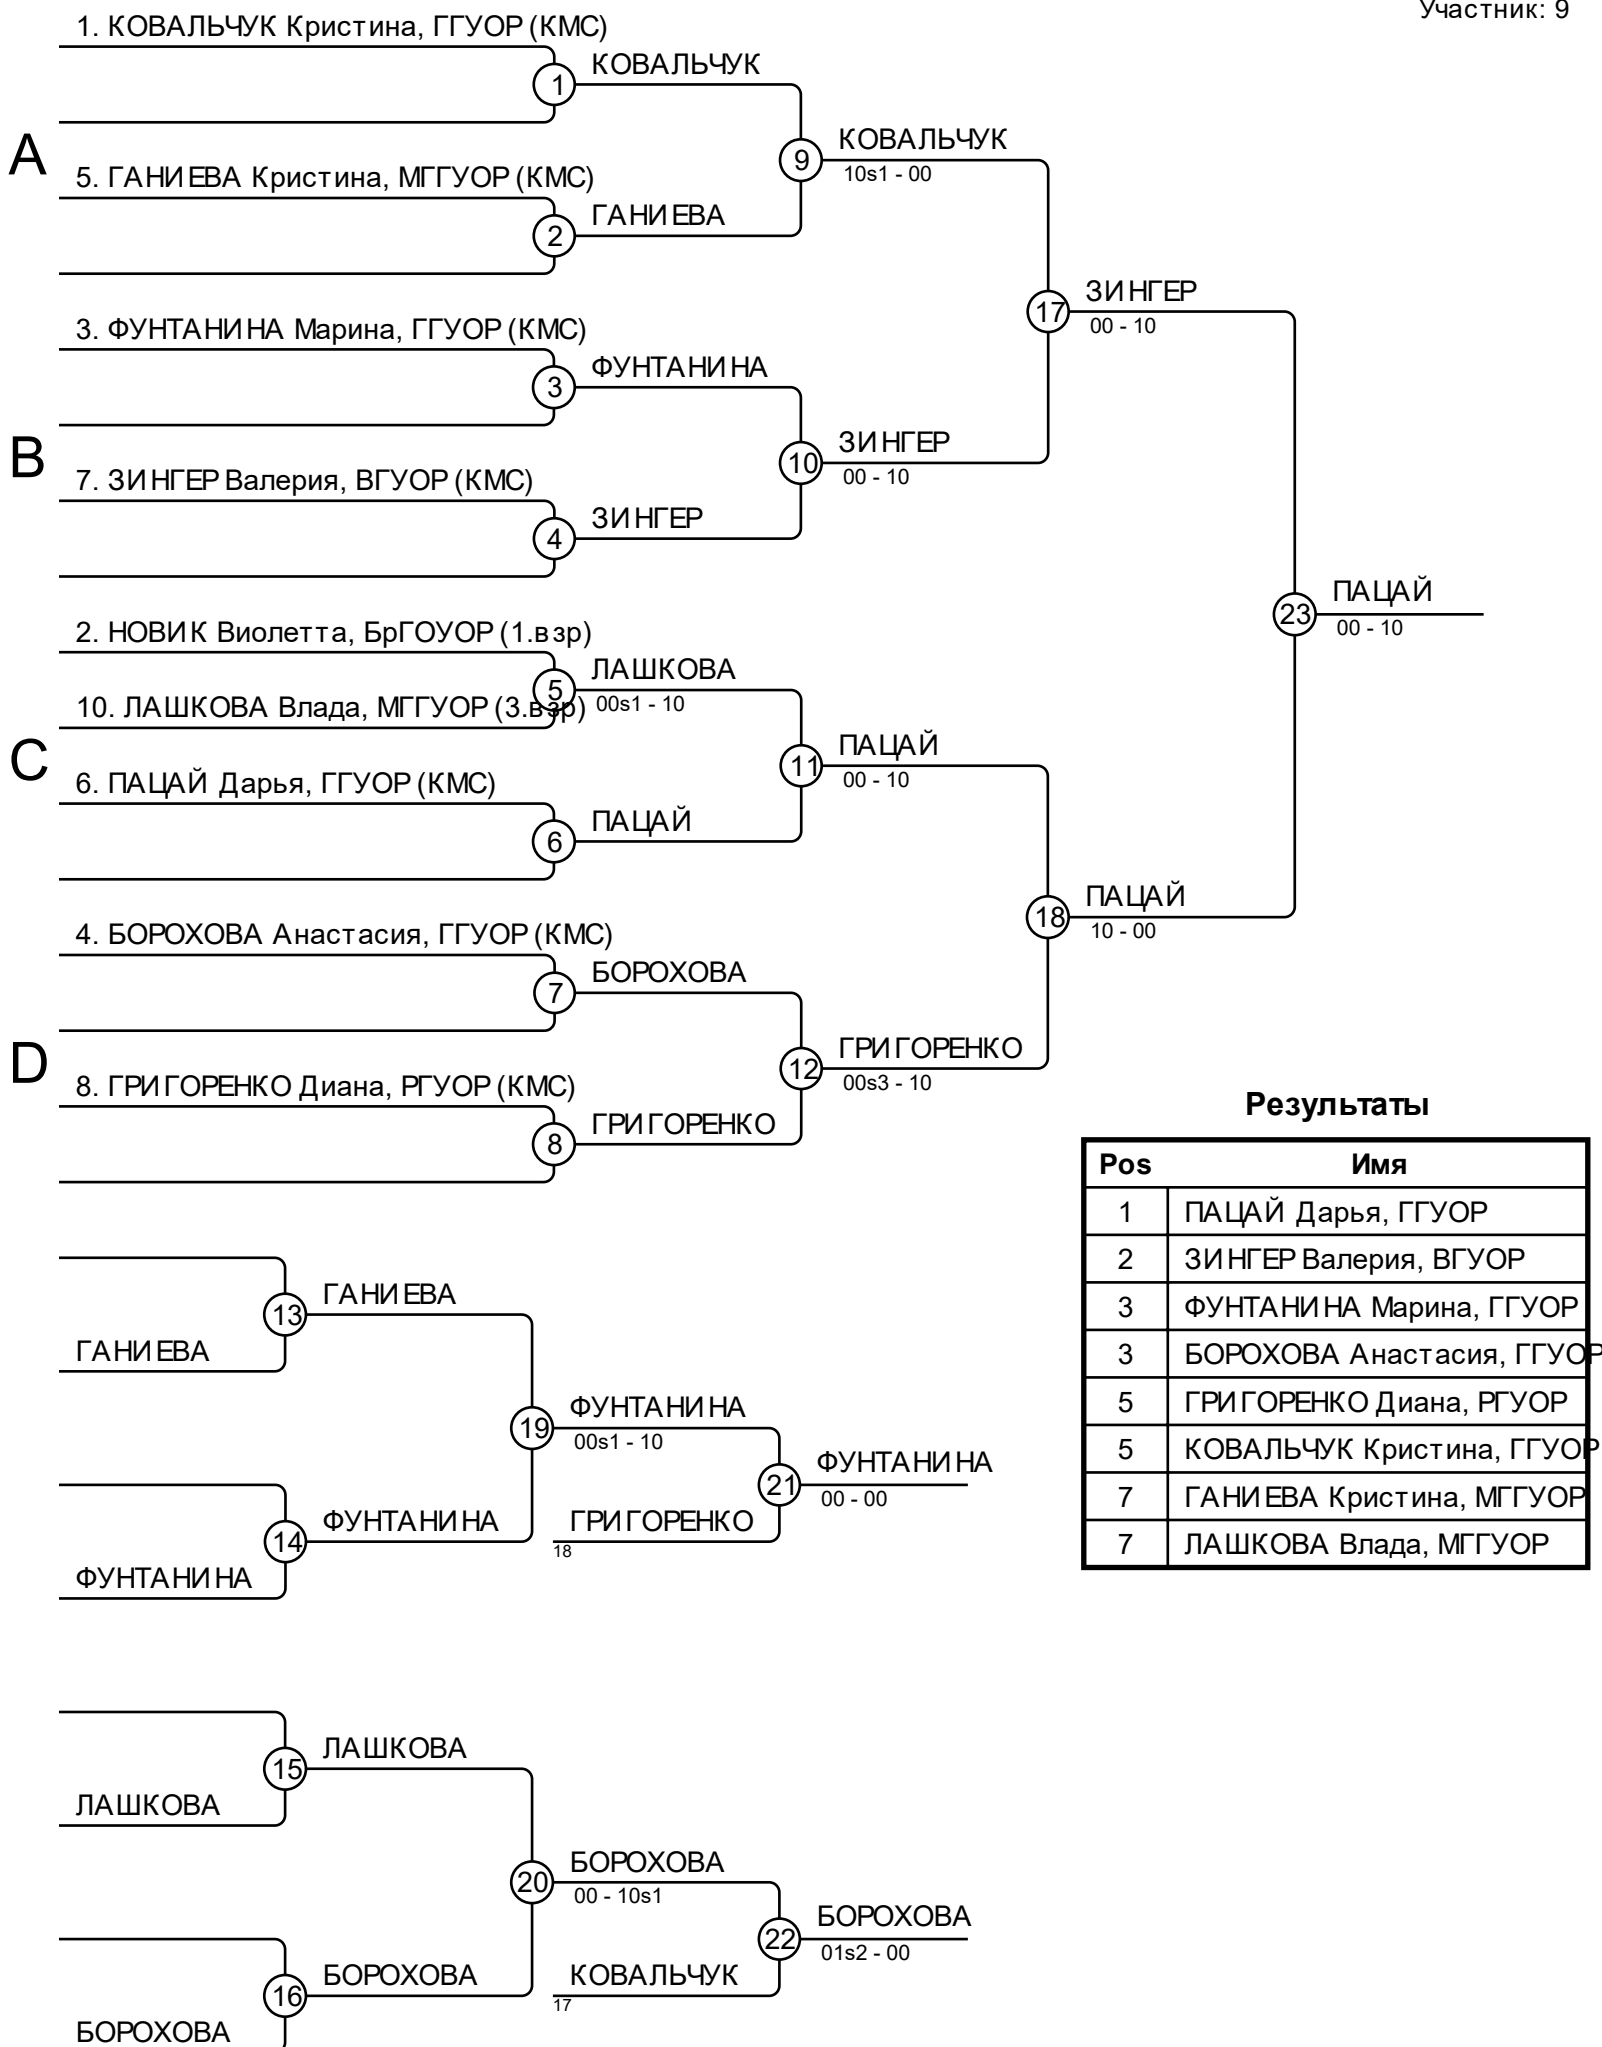 Участник: 9
1. КОВАЛЬЧУК Кристина, ГГУОР (КМС)
1
КОВАЛЬЧУК
A
9
КОВАЛЬЧУК
10s1 - 00
5. ГАНИЕВА Кристина, МГГУОР (КМС)
2
ГАНИЕВА
17
ЗИНГЕР
00 - 10
3. ФУНТАНИНА Марина, ГГУОР (КМС)
3
ФУНТАНИНА
B
10
ЗИНГЕР
00 - 10
7. ЗИНГЕР Валерия, ВГУОР (КМС)
4
ЗИНГЕР
23
ПАЦАЙ
00 - 10
2. НОВИК Виолетта, БрГОУОР (1.взр)
5
ЛАШКОВА
00s1 - 10
10. ЛАШКОВА Влада, МГГУОР (3.взр)
C
11
ПАЦАЙ
00 - 10
6. ПАЦАЙ Дарья, ГГУОР (КМС)
6
ПАЦАЙ
18
ПАЦАЙ
10 - 00
4. БОРОХОВА Анастасия, ГГУОР (КМС)
7
БОРОХОВА
D
12
ГРИГОРЕНКО
00s3 - 10
8. ГРИГОРЕНКО Диана, РГУОР (КМС)
8
ГРИГОРЕНКО
Результаты
Pos Имя
1 ПАЦАЙ Дарья, ГГУОР
2 ЗИНГЕР Валерия, ВГУОР
3 ФУНТАНИНА Марина, ГГУОР
3 БОРОХОВА Анастасия, ГГУОР
5 ГРИГОРЕНКО Диана, РГУОР
5 КОВАЛЬЧУК Кристина, ГГУОР
7 ГАНИЕВА Кристина, МГГУОР
7 ЛАШКОВА Влада, МГГУОР
13
ГАНИЕВА
ГАНИЕВА
19
ФУНТАНИНА
00s1 - 10
21
ФУНТАНИНА
00 - 00
14
ФУНТАНИНА
ГРИГОРЕНКО
18
ФУНТАНИНА
15
ЛАШКОВА
ЛАШКОВА
20
БОРОХОВА
00 - 10s1
22
БОРОХОВА
01s2 - 00
16
БОРОХОВА
КОВАЛЬЧУК
17
БОРОХОВА